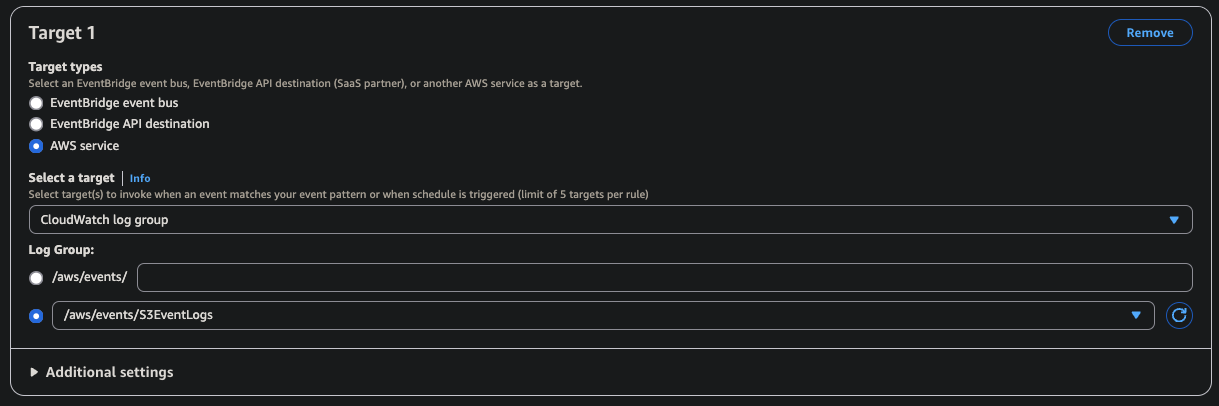 Target 1
Remove
Target types
Select an EventBridge event bus, EventBridge API destination (SaaS partner), or another AWS service as a target.
EventBridge event bus
EventBridge API destination
AWS service
Select a target | Info
Select target(s) to invoke when an event matches your event pattern or when schedule is triggered (limit of 5 targets per rule)
CloudWatch log group
Log Group:
/aws/events/
/aws/events/S3EventLogs
Additional settings